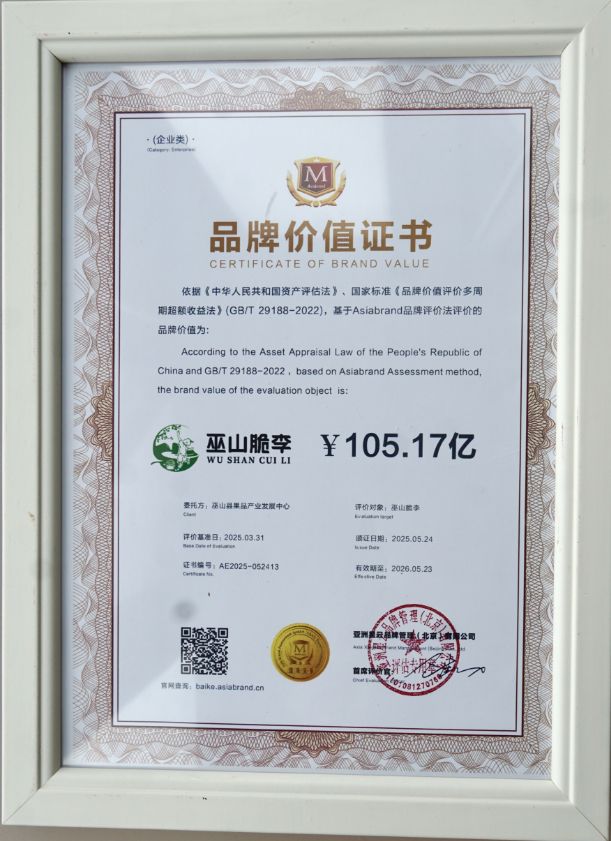 ·(企业类)·
(Category: Enterprise)
M
Asiabrand
品牌价值证书
CERTIFICATE OF BRAND VALUE
依据《中华人民共和国资产评估法》、国家标准《品牌价值评价多周
期超额收益法》(GB/T 29188-2022)，基于Asiabrand品牌评价法评价的
品牌价值为:
According to the Asset Appraisal Law of the People's Republic of
China and GB/T 29188-2022 , based on Asiabrand Assessment method,
the brand value of the evaluation object is:
巫山脆李
WU SHAN CUI LI
￥105.17亿
委托方：巫山县果品产业发展中心
Client
评价对象：巫山脆李
Evaluation target
评价基准日：2025.03.31
Base Date of Evaluation
颁证日期：2025.05.24
Issue Date
证书编号：AE2025-052413
Certificate No.
有效期至：2026.05.23
Effective Date
M
亚洲星云品牌管理（北京）有限公司
首席评价官
评估专用章
官网查询：baike.asiabrand.cn